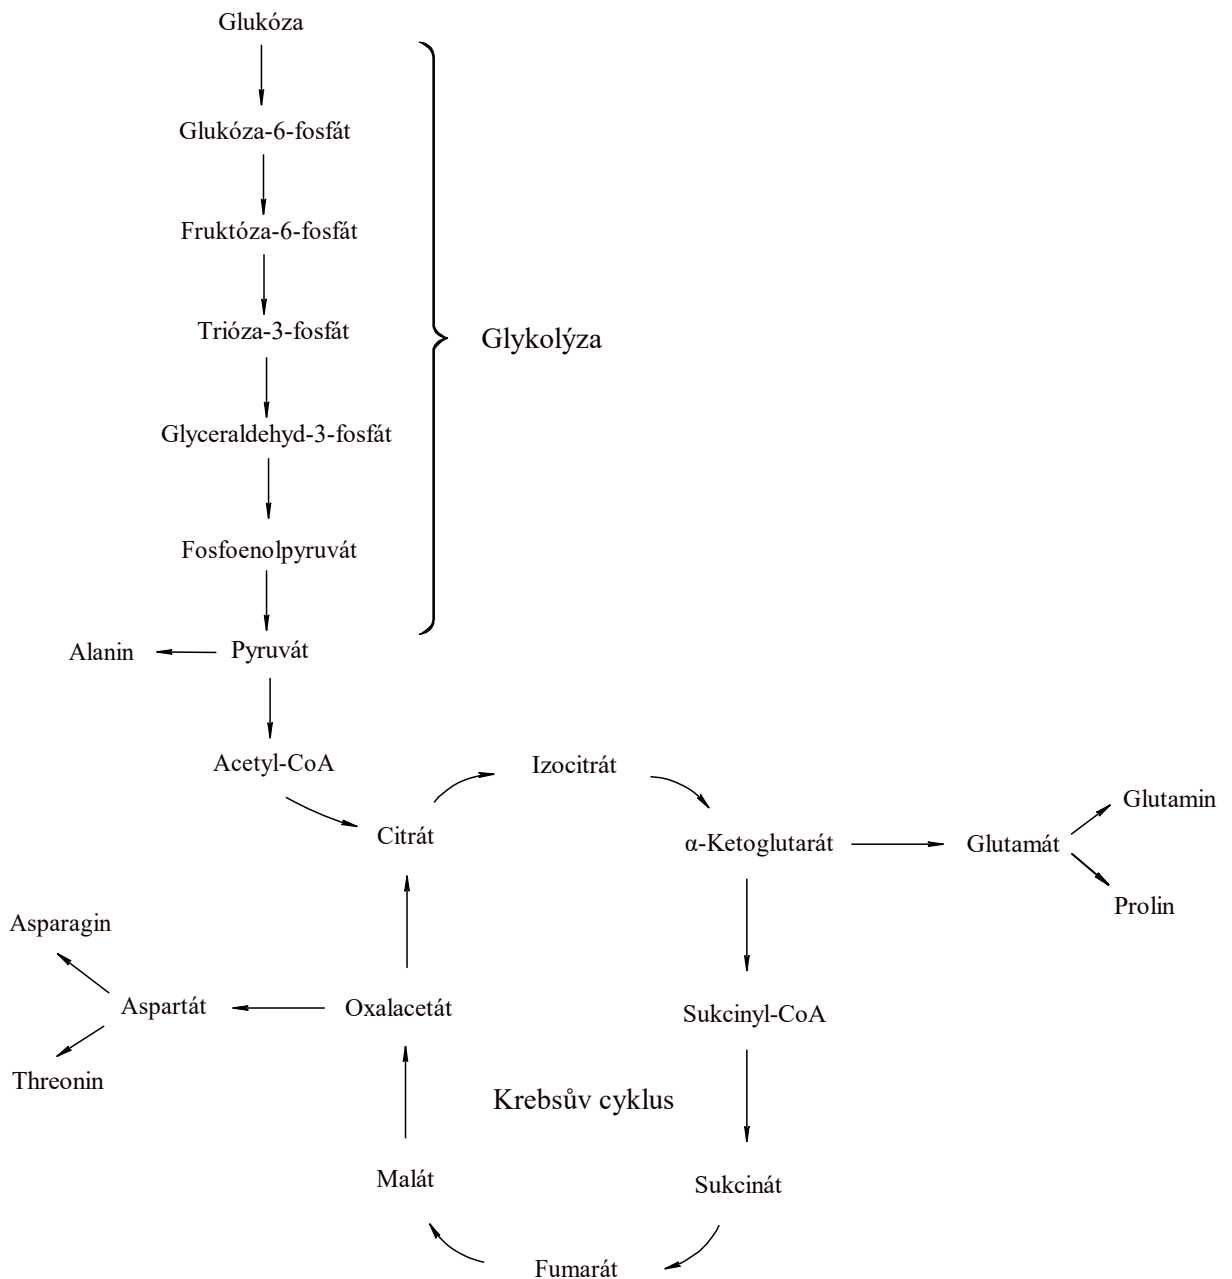 Glukóza
Glukóza-6-fosfát
Fruktóza-6-fosfát
Trióza-3-fosfát
Glykolýza
Glyceraldehyd-3-fosfát
Fosfoenolpyruvát
Alanin
Pyruvát
Acetyl-CoA
Izocitrát
Glutamin
Citrát
α-Ketoglutarát
Glutamát
Prolin
Asparagin
Aspartát
Oxalacetát
Sukcinyl-CoA
Threonin
Krebsův cyklus
Malát
Sukcinát
Fumarát